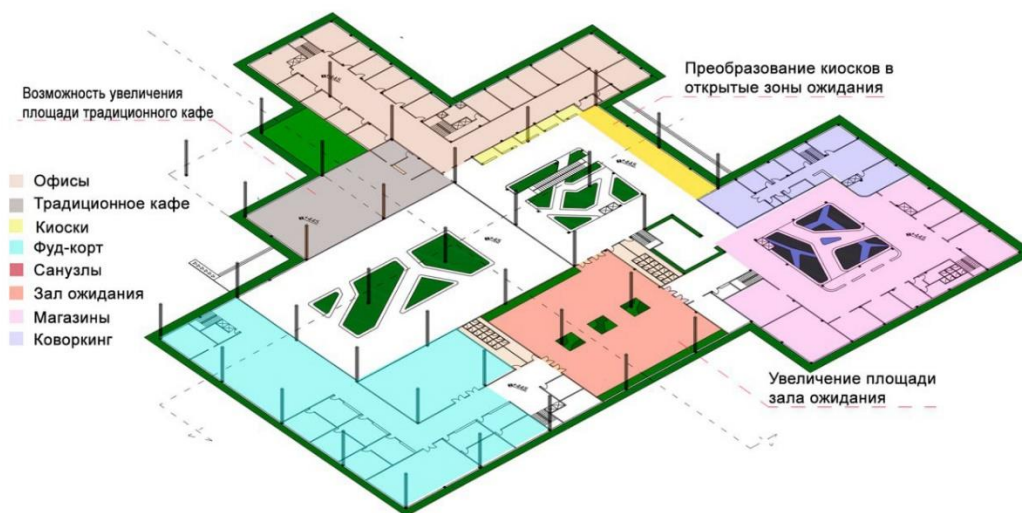 Возможность увеличения
площади традиционного кафе
Преобразование киосков в
открытые зоны ожидания
Офисы
Традиционное кафе
Киоски
Фуд-корт
Санузлы
Зал ожидания
Магазины
Коворкинг
Увеличение площади
зала ожидания